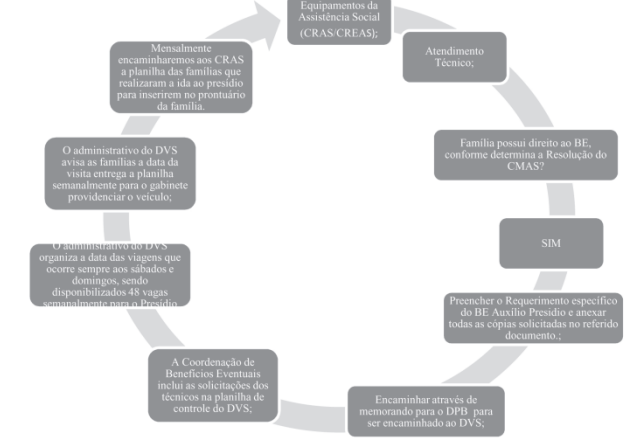 Equipamentos da
Assistência Social
(CRAS/CREAS);
Atendimento
Técnico;
Família possui direito ao BE,
conforme determina a Resolução do
CMAS?
SIM
Preencher o Requerimento específico
do BE Auxílio Presidio e anexar
todas as cópias solicitadas no referido
documento.;
Encaminhar através de
memorando para o DPB para
ser encaminhado ao DVS;
A Coordenação de
Benefícios Eventuais
inclui as solicitações dos
técnicos na planilha de
controle do DVS;
O administrativo do DVS
organiza a data das viagens que
ocorre sempre aos sábados e
domingos, sendo
disponibilizados 48 vagas
semanalmente para o Presídio
O administrativo do DVS
avisa as famílias a data da
visita entrega a planilha
semanalmente para o gabinete
providenciar o veículo;
Mensalmente
encaminharemos aos CRAS
a planilha das famílias que
realizaram a ida ao presídio
para inserirem no prontuário
da família.